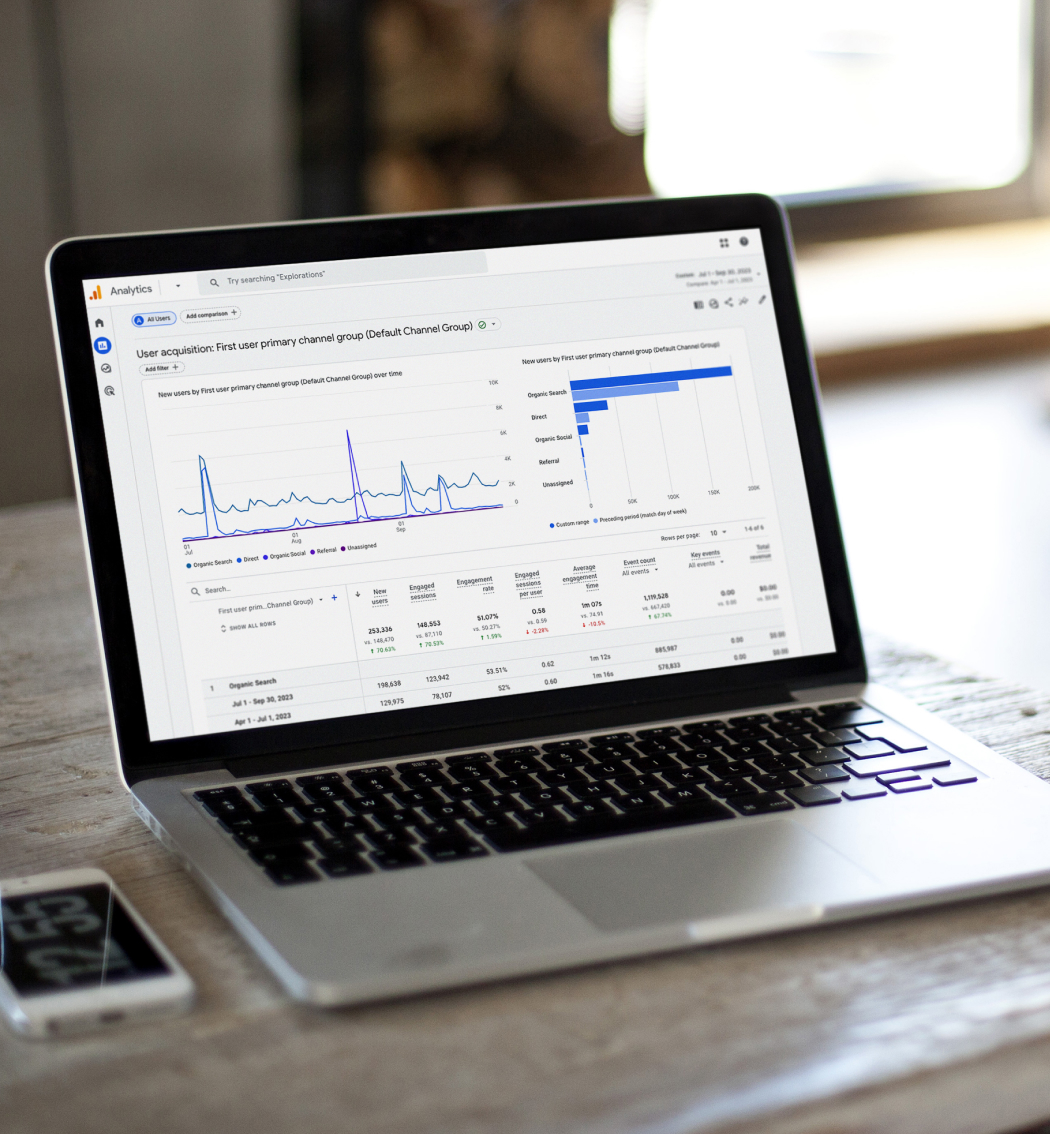 Analytics
Try searching "Explorations"
Custom Jul 1 - Sep 30, 2023
Compare: Apr 1 - Jul 1, 2023
A All Users
Add comparison +
User acquisition: First user primary channel group (Default Channel Group)
Add filter +
New users by First user primary channel group (Default Channel Group) over time
10K
8K
6K
4K
2K
0
01
Jul
01
Aug
01
Sep
Organic Search Direct Organic Social Referral Unassigned
New users by First user primary channel group (Default Channel Group)
Organic Search
Direct
Organic Social
Referral
Unassigned
0 50K 100K 150K 200K
Custom range Preceding period (match day of week)
Search...
Rows per page: 10 1-6 of 6
First user prim...Channel Group) +
SHOW ALL ROWS
New
users
Engaged
sessions
Engagement
rate
Engaged
sessions
per user
Average
engagement
time
Event count
All events
Key events
All events
Total
revenue
253,336 148,553 51.07% 0.58 1m 07s 1,119,528 0.00 $0.00
vs. 148,470 vs. 87,110 vs. 50.27% vs. 0.59 vs. 74.91 vs. 667,428 vs. 0.00 vs. $0.00
↑ 70.63% ↑ 70.53% ↑ 1.59% ↓ -2.28% ↓ -10.5% ↑ 67.74%
1 Organic Search
Jul 1 - Sep 30, 2023 198,638 123,942 53.51% 0.62 1m 12s 885,987 0.00 $0.00
Apr 1 - Jul 1, 2023 129,975 78,107 52% 0.60 1m 16s 578,833 0.00 $0.00